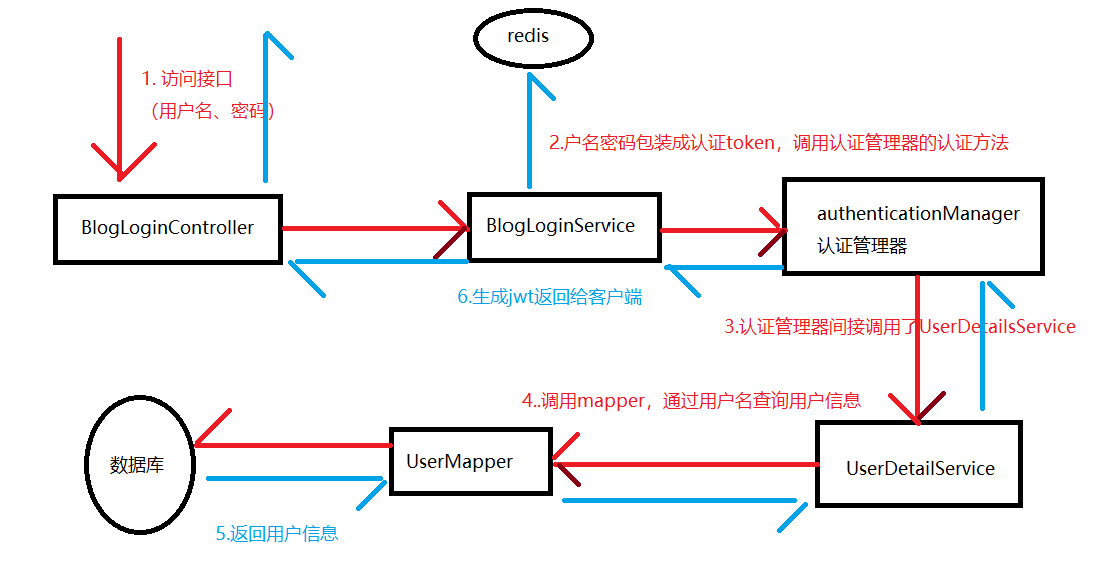 redis
1. 访问接口
（用户名、密码）
2.户名密码包装成认证token，调用认证管理器的认证方法
BlogLoginController
BlogLoginService
authenticationManager
认证管理器
6.生成jwt返回给客户端
3.认证管理器间接调用了UserDetailsService
4..调用mapper，通过用户名查询用户信息
数据库
UserMapper
UserDetailService
5.返回用户信息